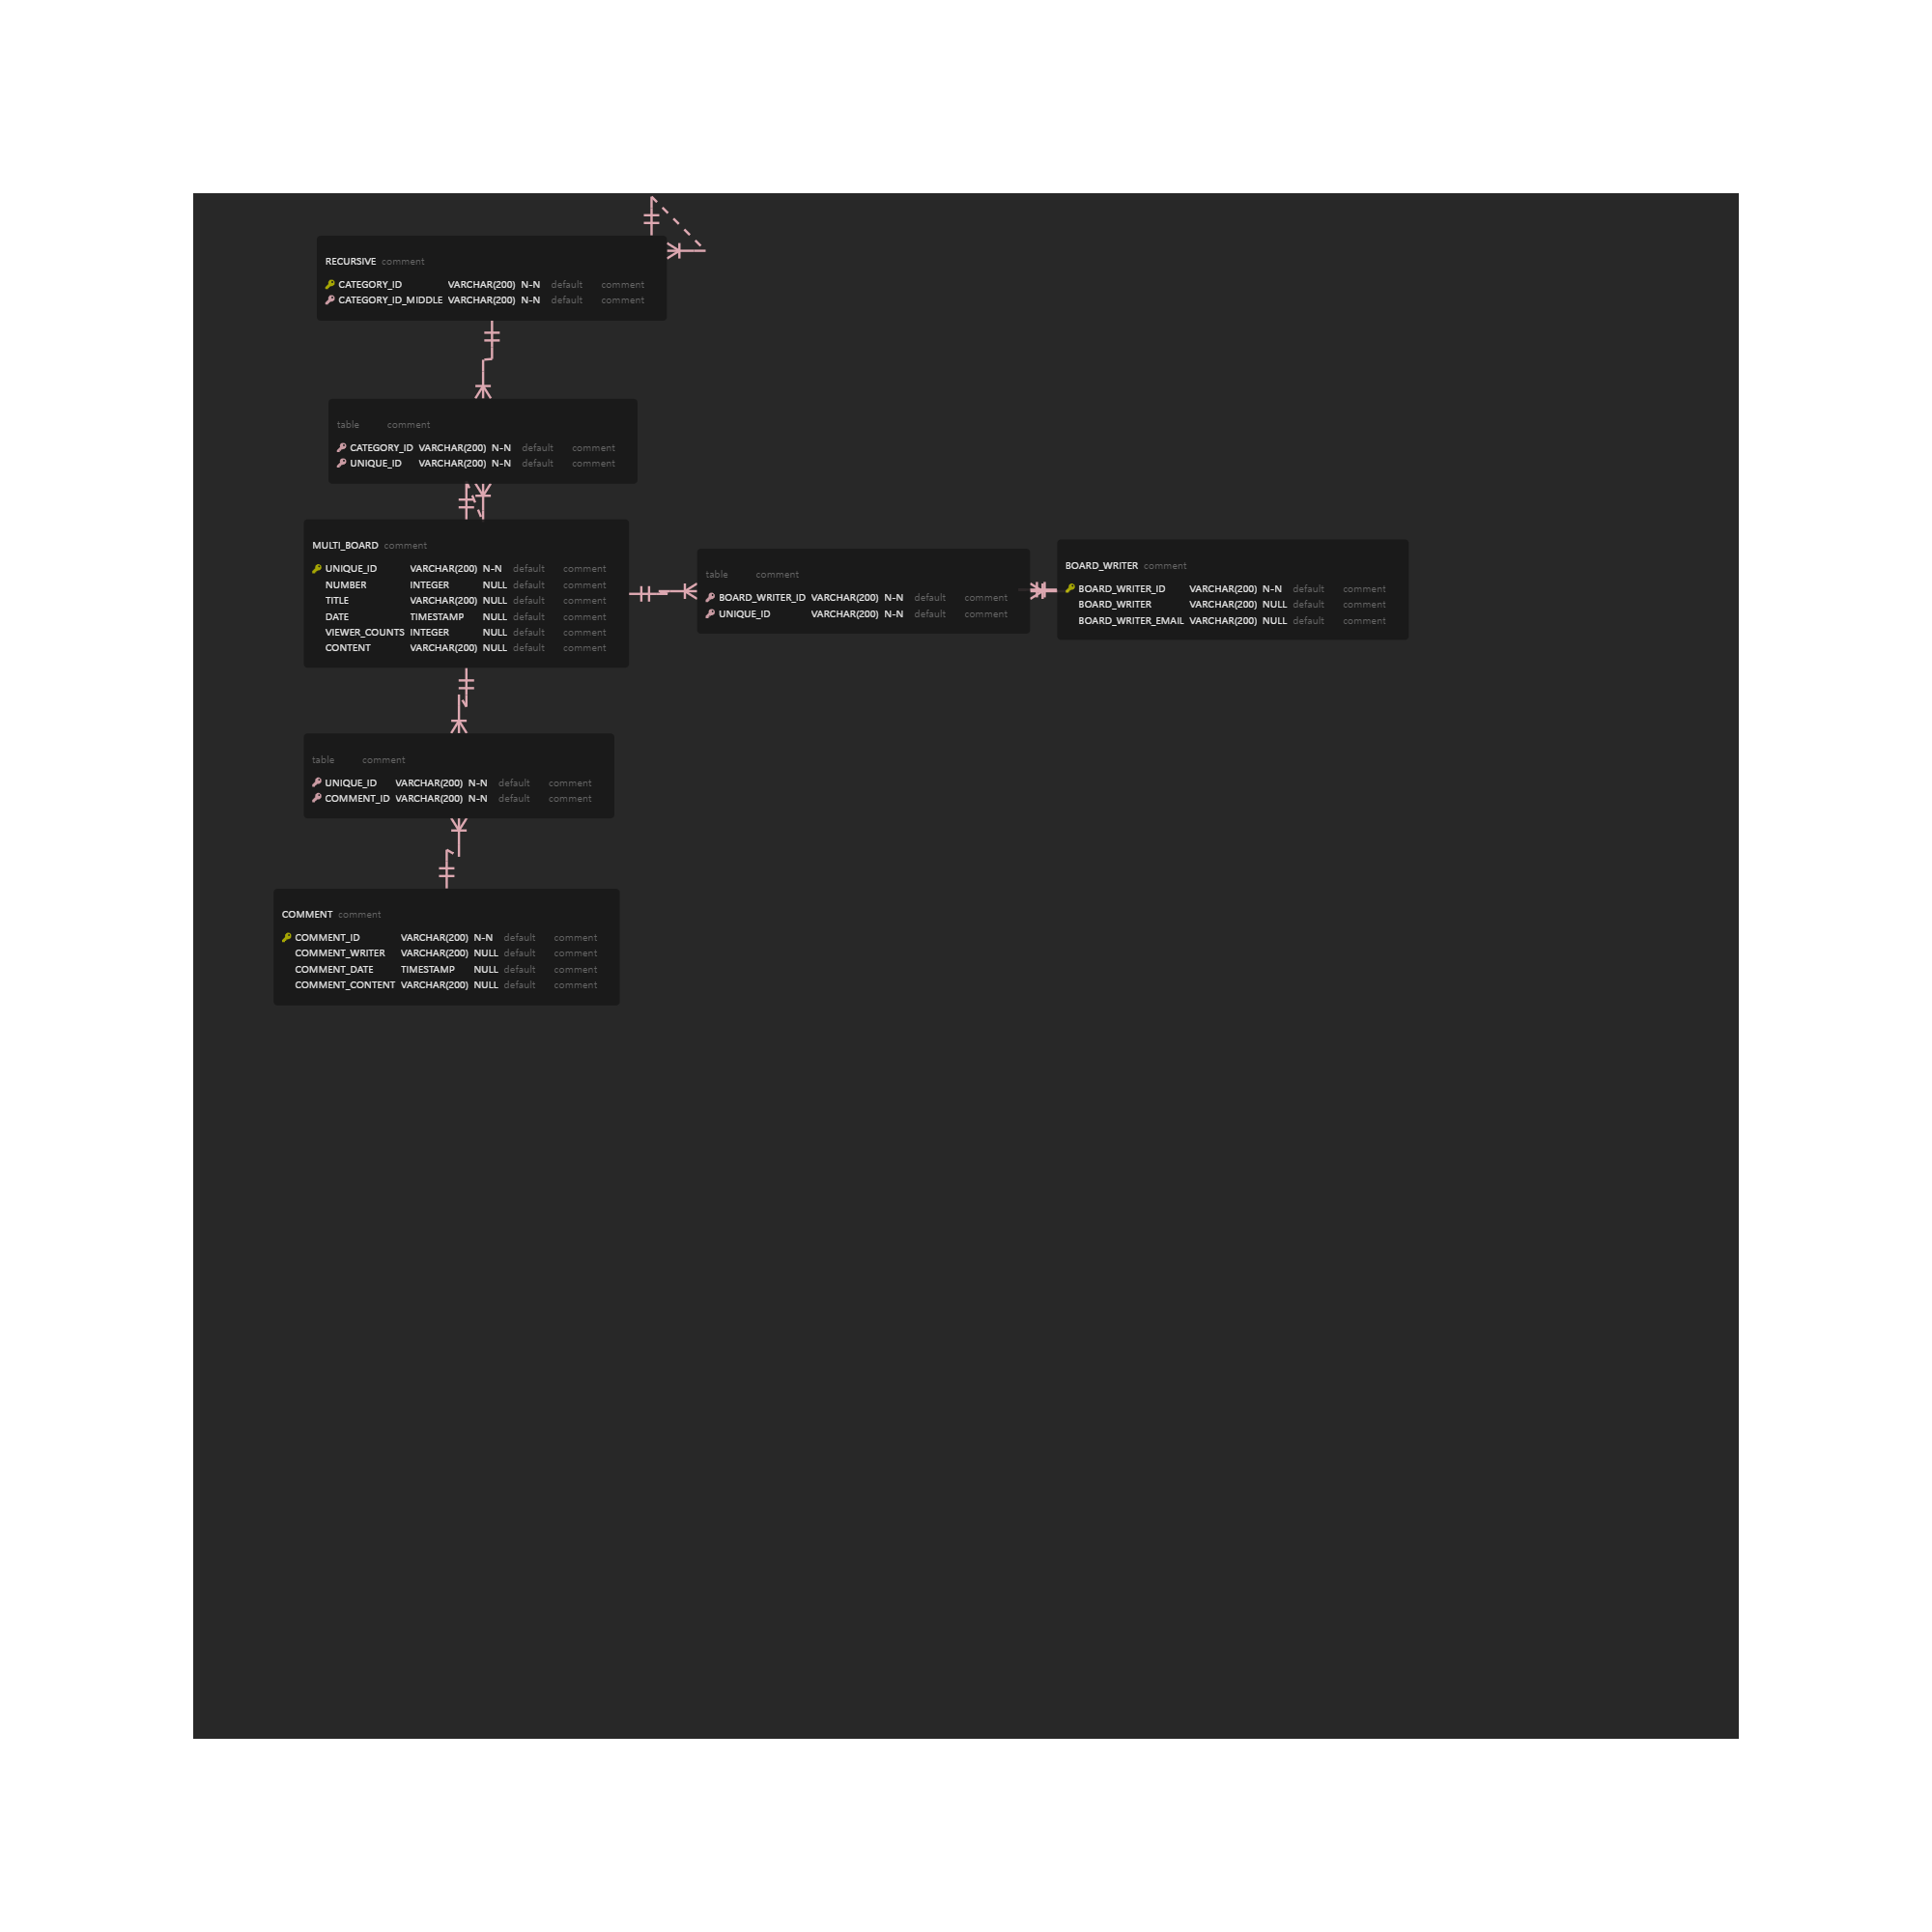 RECURSIVE comment
CATEGORY_ID VARCHAR(200) N-N default comment
CATEGORY_ID_MIDDLE VARCHAR(200) N-N default comment
table comment
CATEGORY_ID VARCHAR(200) N-N default comment
UNIQUE_ID VARCHAR(200) N-N default comment
MULTI_BOARD comment
UNIQUE_ID VARCHAR(200) N-N default comment
NUMBER INTEGER NULL default comment
TITLE VARCHAR(200) NULL default comment
DATE TIMESTAMP NULL default comment
VIEWER_COUNTS INTEGER NULL default comment
CONTENT VARCHAR(200) NULL default comment
table comment
BOARD_WRITER_ID VARCHAR(200) N-N default comment
UNIQUE_ID VARCHAR(200) N-N default comment
BOARD_WRITER comment
BOARD_WRITER_ID VARCHAR(200) N-N default comment
BOARD_WRITER VARCHAR(200) NULL default comment
BOARD_WRITER_EMAIL VARCHAR(200) NULL default comment
table comment
UNIQUE_ID VARCHAR(200) N-N default comment
COMMENT_ID VARCHAR(200) N-N default comment
COMMENT comment
COMMENT_ID VARCHAR(200) N-N default comment
COMMENT_WRITER VARCHAR(200) NULL default comment
COMMENT_DATE TIMESTAMP NULL default comment
COMMENT_CONTENT VARCHAR(200) NULL default comment